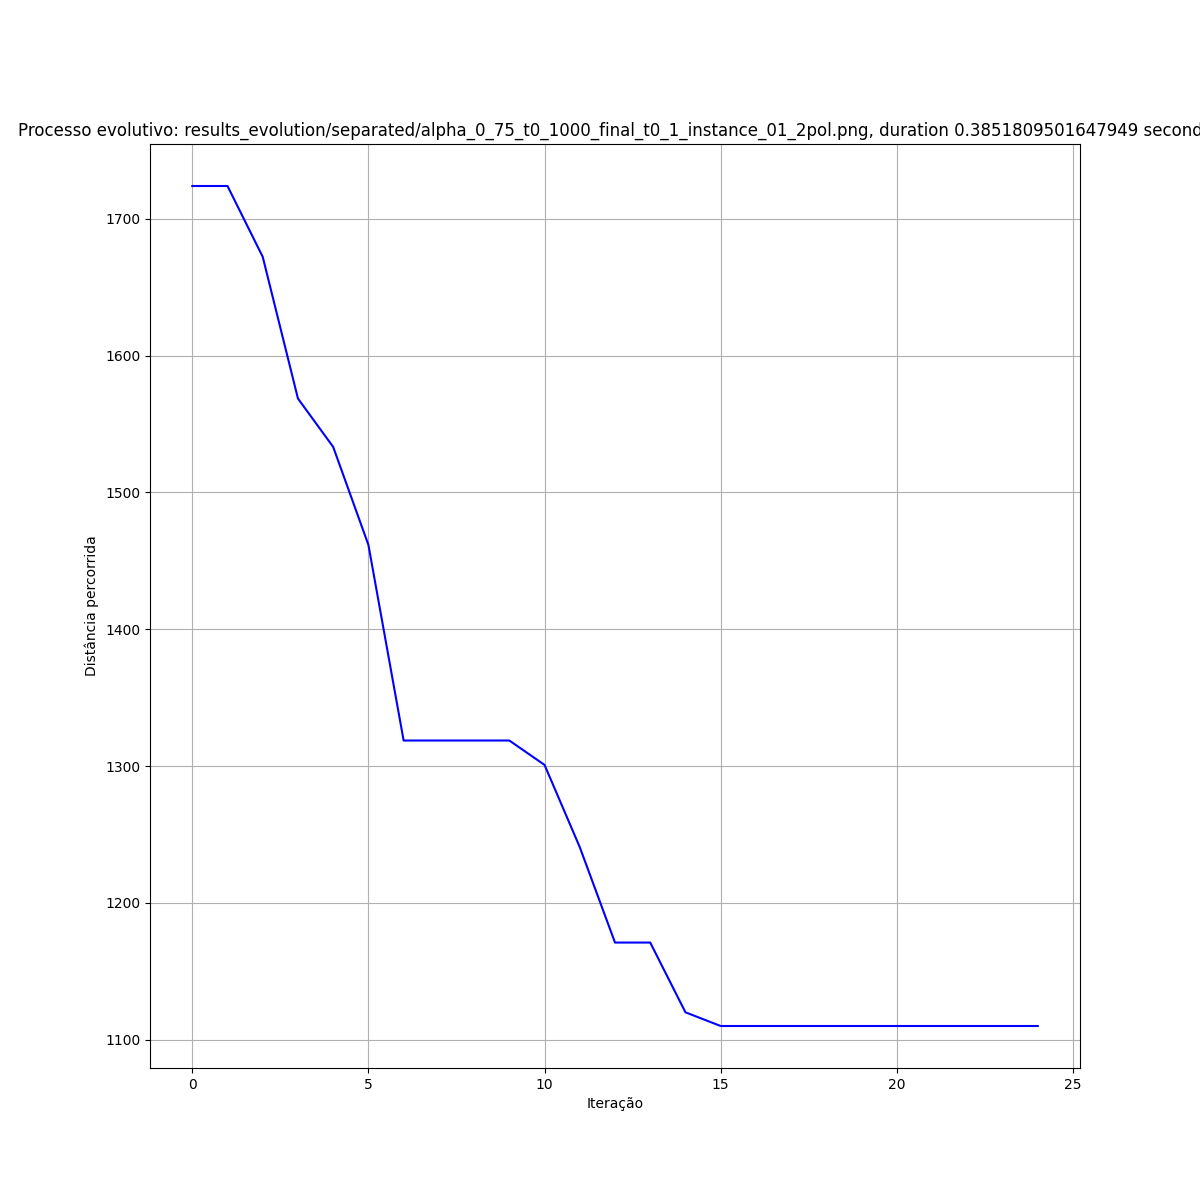 Processo evolutivo: results_evolution/separated/alpha_0_75_t0_1000_final_t0_1_instance_01_2pol.png, duration 0.3851809501647949 second
1700
1600
1500
1400
1300
1200
1100
Distância percorrida
0 5 10 15 20 25
Iteração